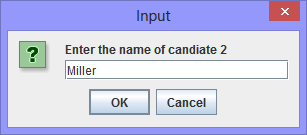 Input
Enter the name of candiate 2
Miller
OK Cancel